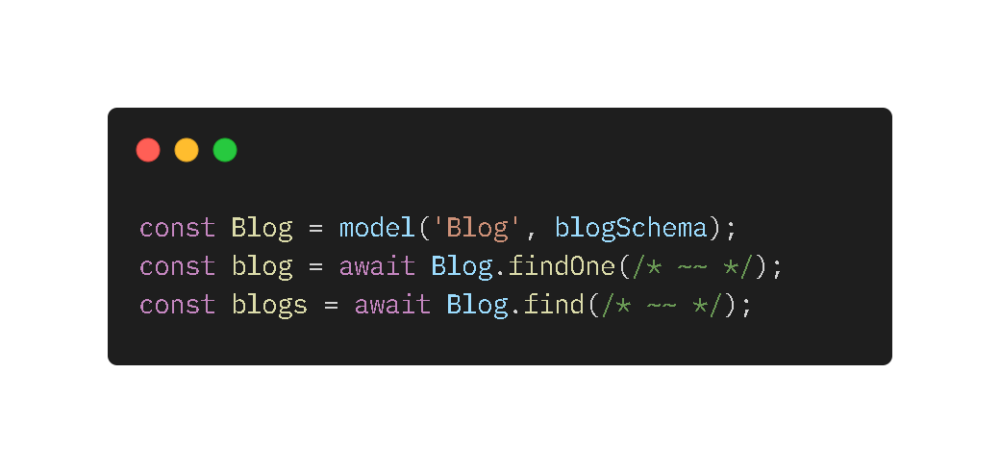 const Blog = model('Blog', blogSchema);
const blog = await Blog.findOne(/* ~~ */);
const blogs = await Blog.find(/* ~~ */);